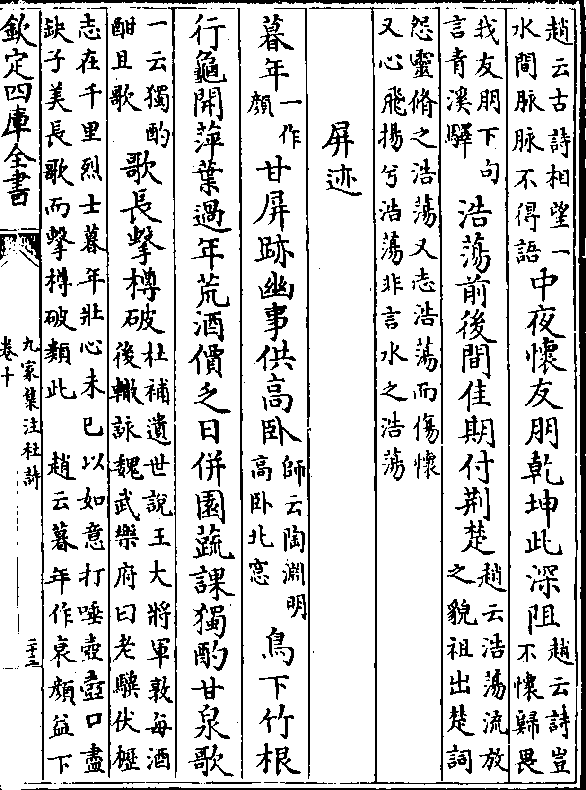 趙云古詩相望一
水間脉脉不得語
中夜懷友朋乾坤此深阻
趙云詩豈
不懷歸畏
我友朋下句
言青溪驛
浩蕩前後間佳期付荆楚
趙云浩蕩流放
之貌祖出楚詞
怨靈脩之浩蕩又志浩蕩而傷懷
又心飛揚兮浩蕩非言水之浩蕩
屏迹
暮年
一作
顔
甘屏跡幽事供高卧
師云陶淵明
高卧北窓
鳥下竹根
行龜開萍葉過年荒酒價乏日併園蔬課獨酌甘泉歌
一云獨酌
酣且歌
歌長擊樽破
杜補遺世說王大將軍敦每酒
後輙詠魏武樂府曰老驥伏櫪
志在千里烈士暮年壯心未已以如意打唾壺壺口盡
缺子美長歌而擊樽破類此　趙云暮年作衰顔益下
欽定四庫全書
九家集注杜詩
卷十